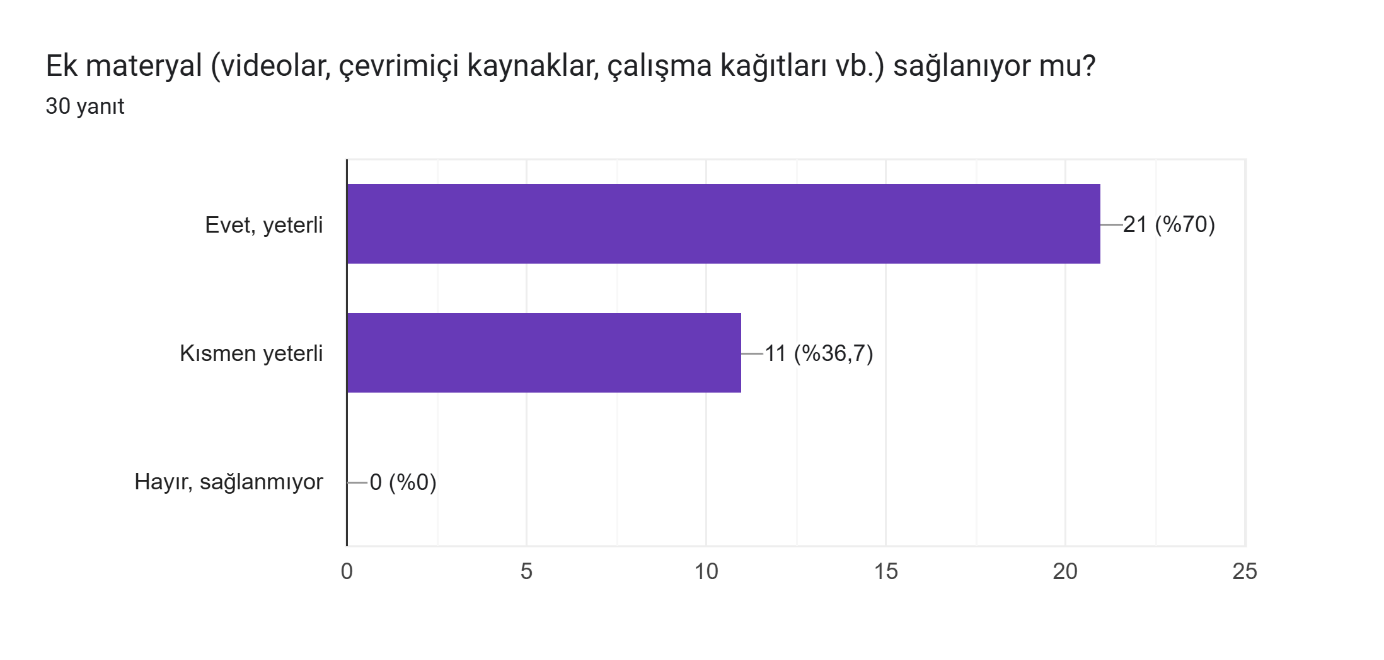 Ek materyal (videolar, çevrimiçi kaynaklar, çalışma kağıtları vb.) sağlanıyor mu?
30 yanıt
Evet, yeterli
21 (%70)
Kısmen yeterli
11 (%36,7)
Hayır, sağlanmıyor
0 (%0)
0 5 10 15 20 25